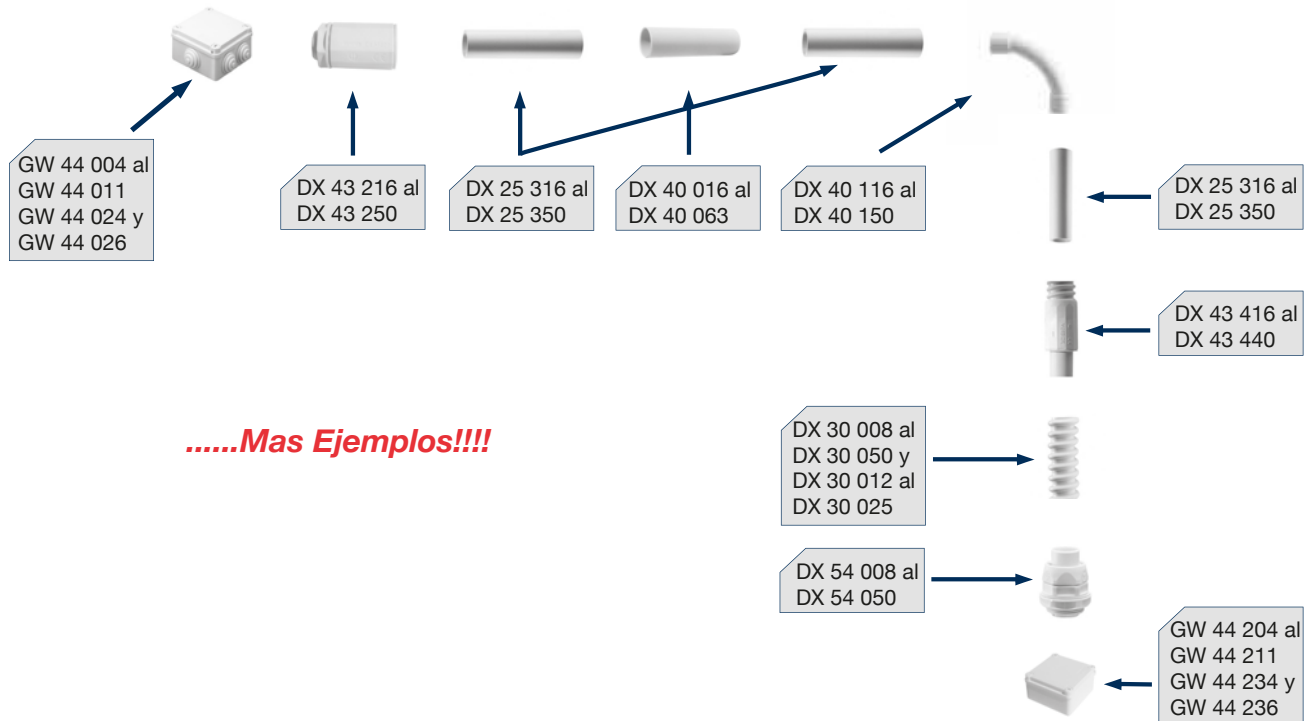 GW 44 004 al
GW 44 011
GW 44 024 y
GW 44 026
DX 43 216 al
DX 43 250
DX 25 316 al
DX 25 350
DX 40 016 al
DX 40 063
DX 40 116 al
DX 40 150
DX 25 316 al
DX 25 350
DX 43 416 al
DX 43 440
......Mas Ejemplos!!!!
DX 30 008 al
DX 30 050 y
DX 30 012 al
DX 30 025
DX 54 008 al
DX 54 050
GW 44 204 al
GW 44 211
GW 44 234 y
GW 44 236